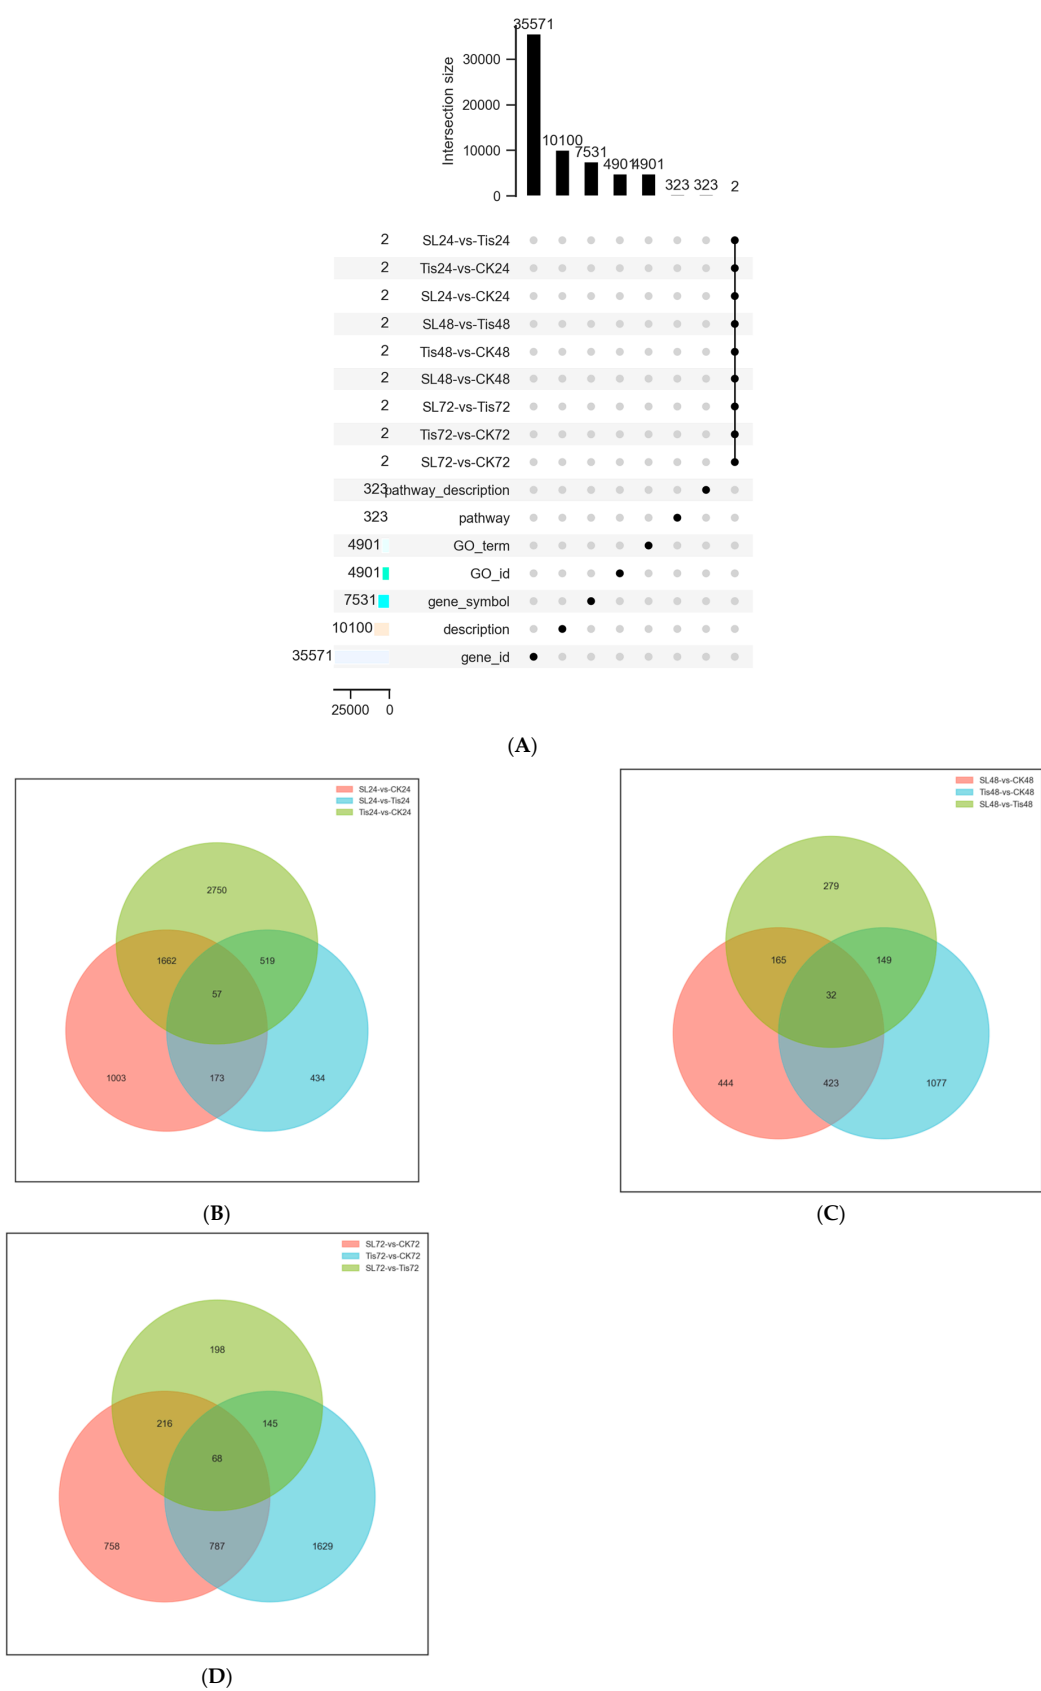 35571
30000
20000
10000
0
Intersection size
10100
7531
4901
4901
323
323
2
2 SL24-vs-Tis24
2 Tis24-vs-CK24
2 SL24-vs-CK24
2 SL48-vs-Tis48
2 Tis48-vs-CK48
2 SL48-vs-CK48
2 SL72-vs-Tis72
2 Tis72-vs-CK72
2 SL72-vs-CK72
323 pathway_description
323 pathway
4901 GO_term
4901 GO_id
7531 gene_symbol
10100 description
35571 gene_id
25000 0
(A)
SL24-vs-CK24
SL24-vs-Tis24
Tis24-vs-CK24
2750
1662
519
57
1003
173
434
(B)
SL48-vs-CK48
Tis48-vs-CK48
SL48-vs-Tis48
279
165
149
32
444
423
1077
(C)
SL72-vs-CK72
Tis72-vs-CK72
SL72-vs-Tis72
198
216
145
68
758
787
1629
(D)